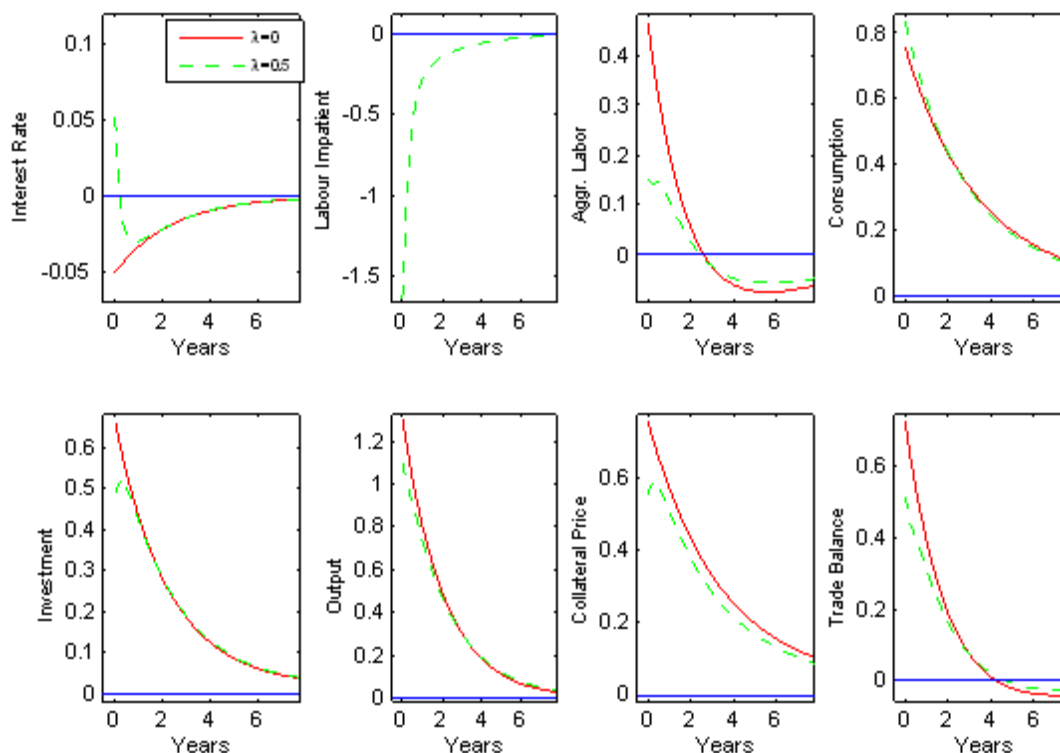 Interest Rate
0.1
0.05
0
-0.05
λ=0
λ=0.5
0 2 4 6
Years
Labour Impatient
0
-0.5
-1
-1.5
0 2 4 6
Years
Aggr. Labor
0.4
0.3
0.2
0.1
0
0 2 4 6
Years
Consumption
0.8
0.6
0.4
0.2
0
0 2 4 6
Years
Investment
0.6
0.5
0.4
0.3
0.2
0.1
0
0 2 4 6
Years
Output
1.2
1
0.8
0.6
0.4
0.2
0
0 2 4 6
Years
Collateral Price
0.6
0.4
0.2
0
0 2 4 6
Years
Trade Balance
0.6
0.4
0.2
0
0 2 4 6
Years